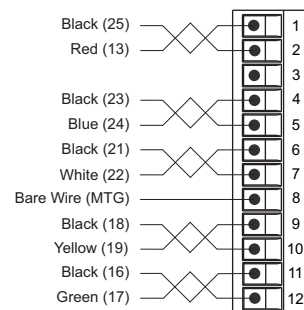 Black (25) 1
Red (13) 2
3
Black (23) 4
Blue (24) 5
Black (21) 6
White (22) 7
Bare Wire (MTG) 8
Black (18) 9
Yellow (19) 10
Black (16) 11
Green (17) 12